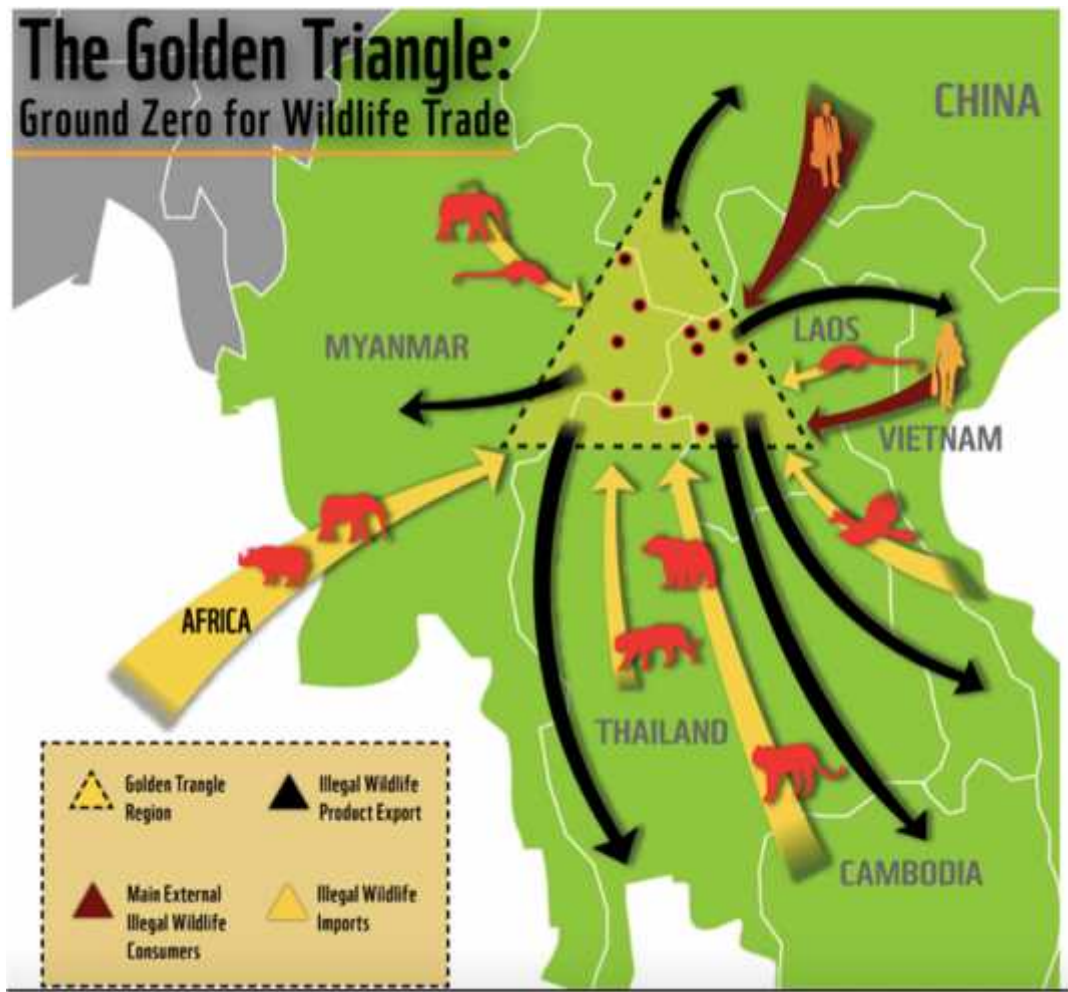 The Golden Triangle:
Ground Zero for Wildlife Trade
CHINA
MYANMAR
LAOS
VIETNAM
AFRICA
THAILAND
CAMBODIA
Golden Trangle
Region
Illegal Wildlife
Product Export
Main External
Illegal Wildlife
Consumers
Illegal Wildlife
Imports